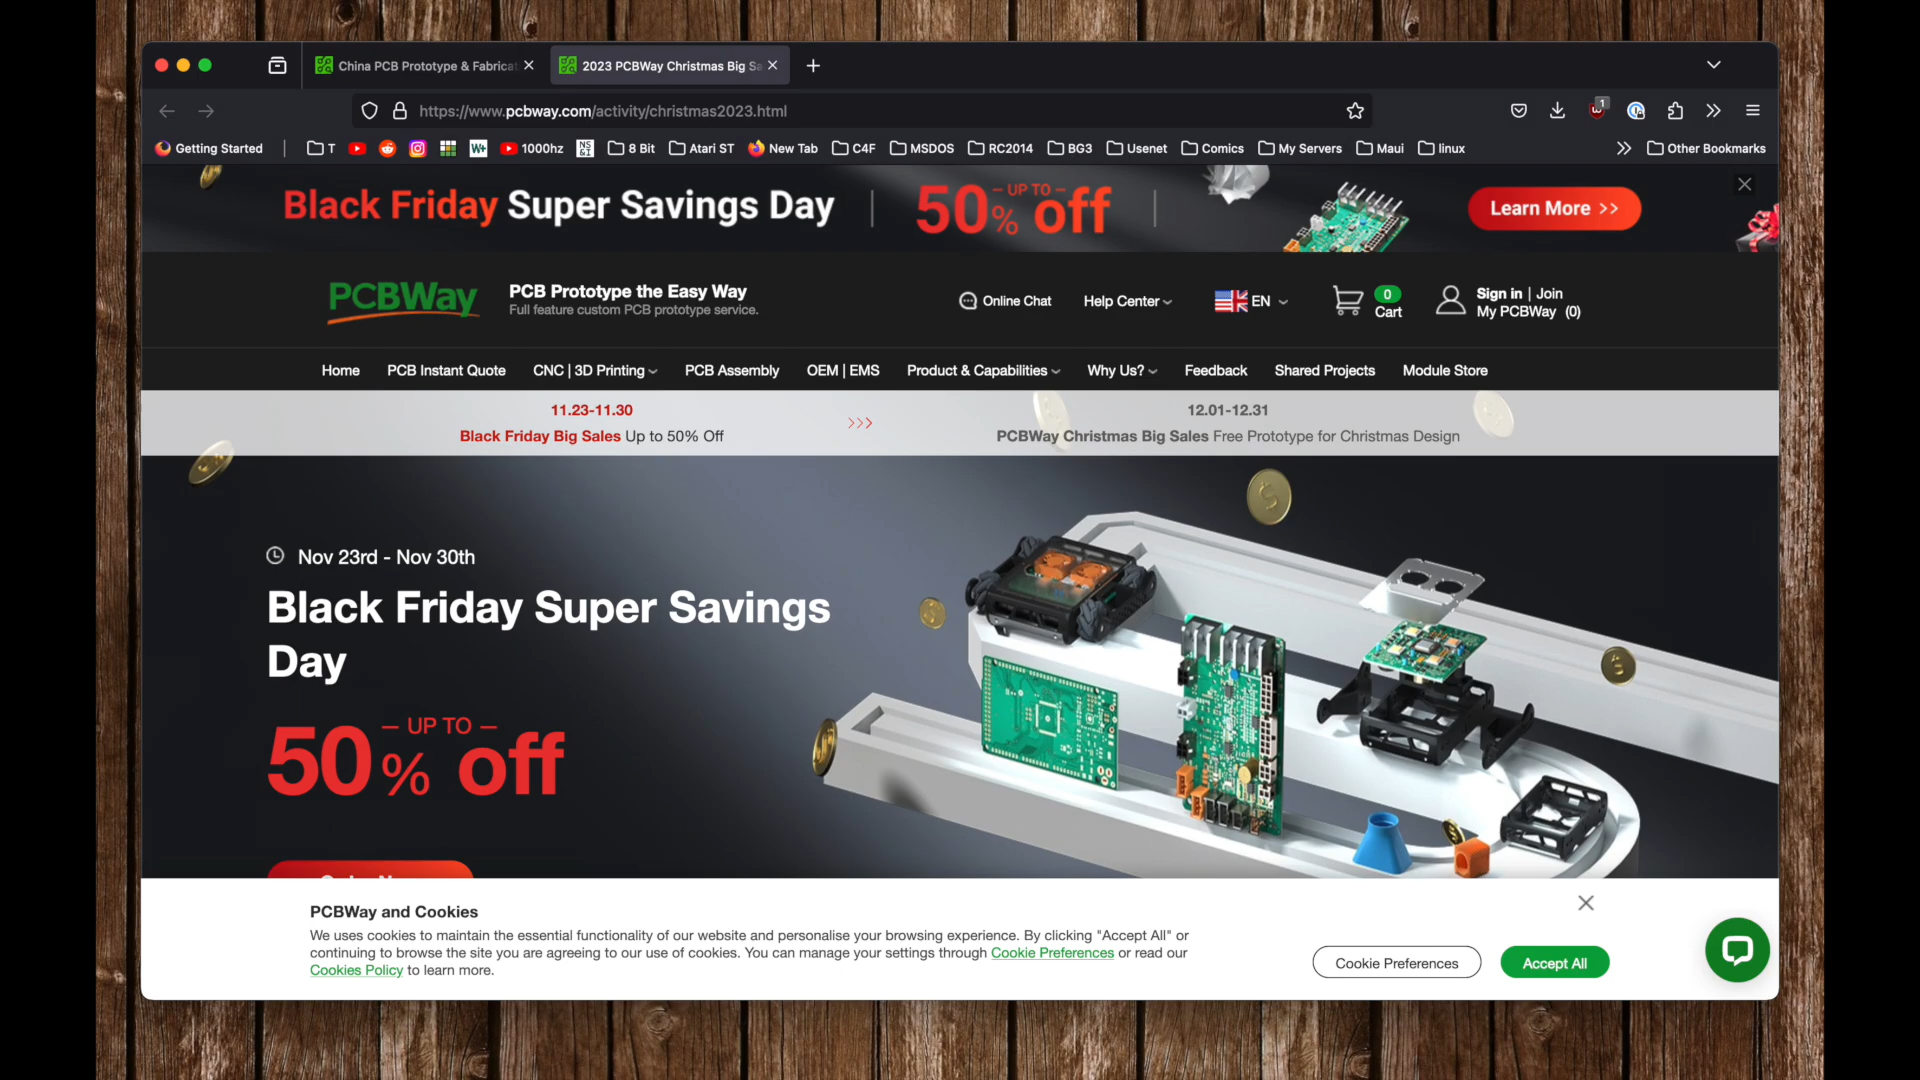 China PCB Prototype & Fabrica
2023 PCBWay Christmas Big Sa
https://www.pcbway.com/activity/christmas2023.html
1
Getting Started
T
1000hz
NS
&I
8 Bit
Atari ST
New Tab
C4F
MSDOS
RC2014
BG3
Usenet
Comics
My Servers
Maui
linux
Other Bookmarks
Black Friday Super Savings Day
— UP TO —
50% off
Learn More >>
PCBWay
PCB Prototype the Easy Way
Full feature custom PCB prototype service.
Online Chat
Help Center
EN
0
Cart
Sign in | Join
My PCBWay (0)
Home
PCB Instant Quote
CNC | 3D Printing
PCB Assembly
OEM | EMS
Product & Capabilities
Why Us?
Feedback
Shared Projects
Module Store
11.23-11.30
Black Friday Big Sales Up to 50% Off
>>>
12.01-12.31
PCBWay Christmas Big Sales Free Prototype for Christmas Design
Nov 23rd - Nov 30th
Black Friday Super Savings
Day
— UP TO —
50% off
PCBWay and Cookies
We uses cookies to maintain the essential functionality of our website and personalise your browsing experience. By clicking "Accept All" or
continuing to browse the site you are agreeing to our use of cookies. You can manage your settings through Cookie Preferences or read our
Cookies Policy to learn more.
Cookie Preferences
Accept All